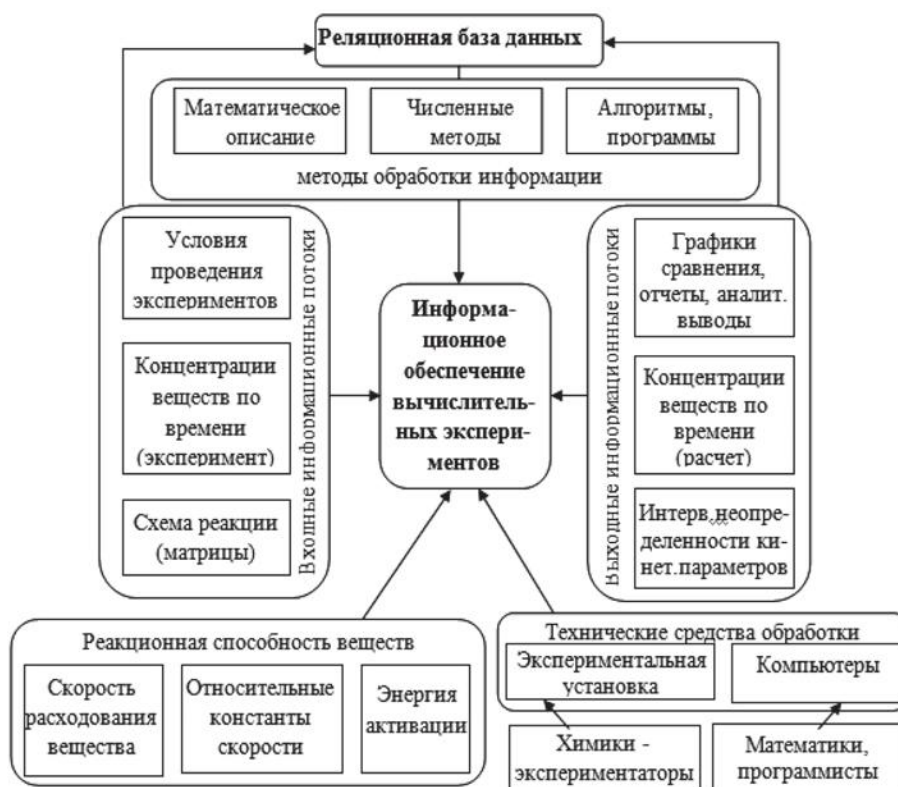 Реляционная база данных
Математическое
описание
Численные
методы
Алгоритмы,
программы
методы обработки информации
Условия
проведения
экспериментов
Концентрации
веществ по
времени
(эксперимент)
Схема реакции
(матрицы)
Входные информационные потоки
Информа-
ционное
обеспечение
вычислитель-
ных экспери-
ментов
Выходные информационные потоки
Графики
сравнения,
отчеты, аналит.
выводы
Концентрации
веществ по
времени
(расчет)
Интерв.неопре-
деленности ки-
нет.параметров
Реакционная способность веществ
Скорость
расходования
вещества
Относительные
константы
скорости
Энергия
активации
Технические средства обработки
Экспериментальная
установка
Компьютеры
Химики -
экспериментаторы
Математики,
программисты